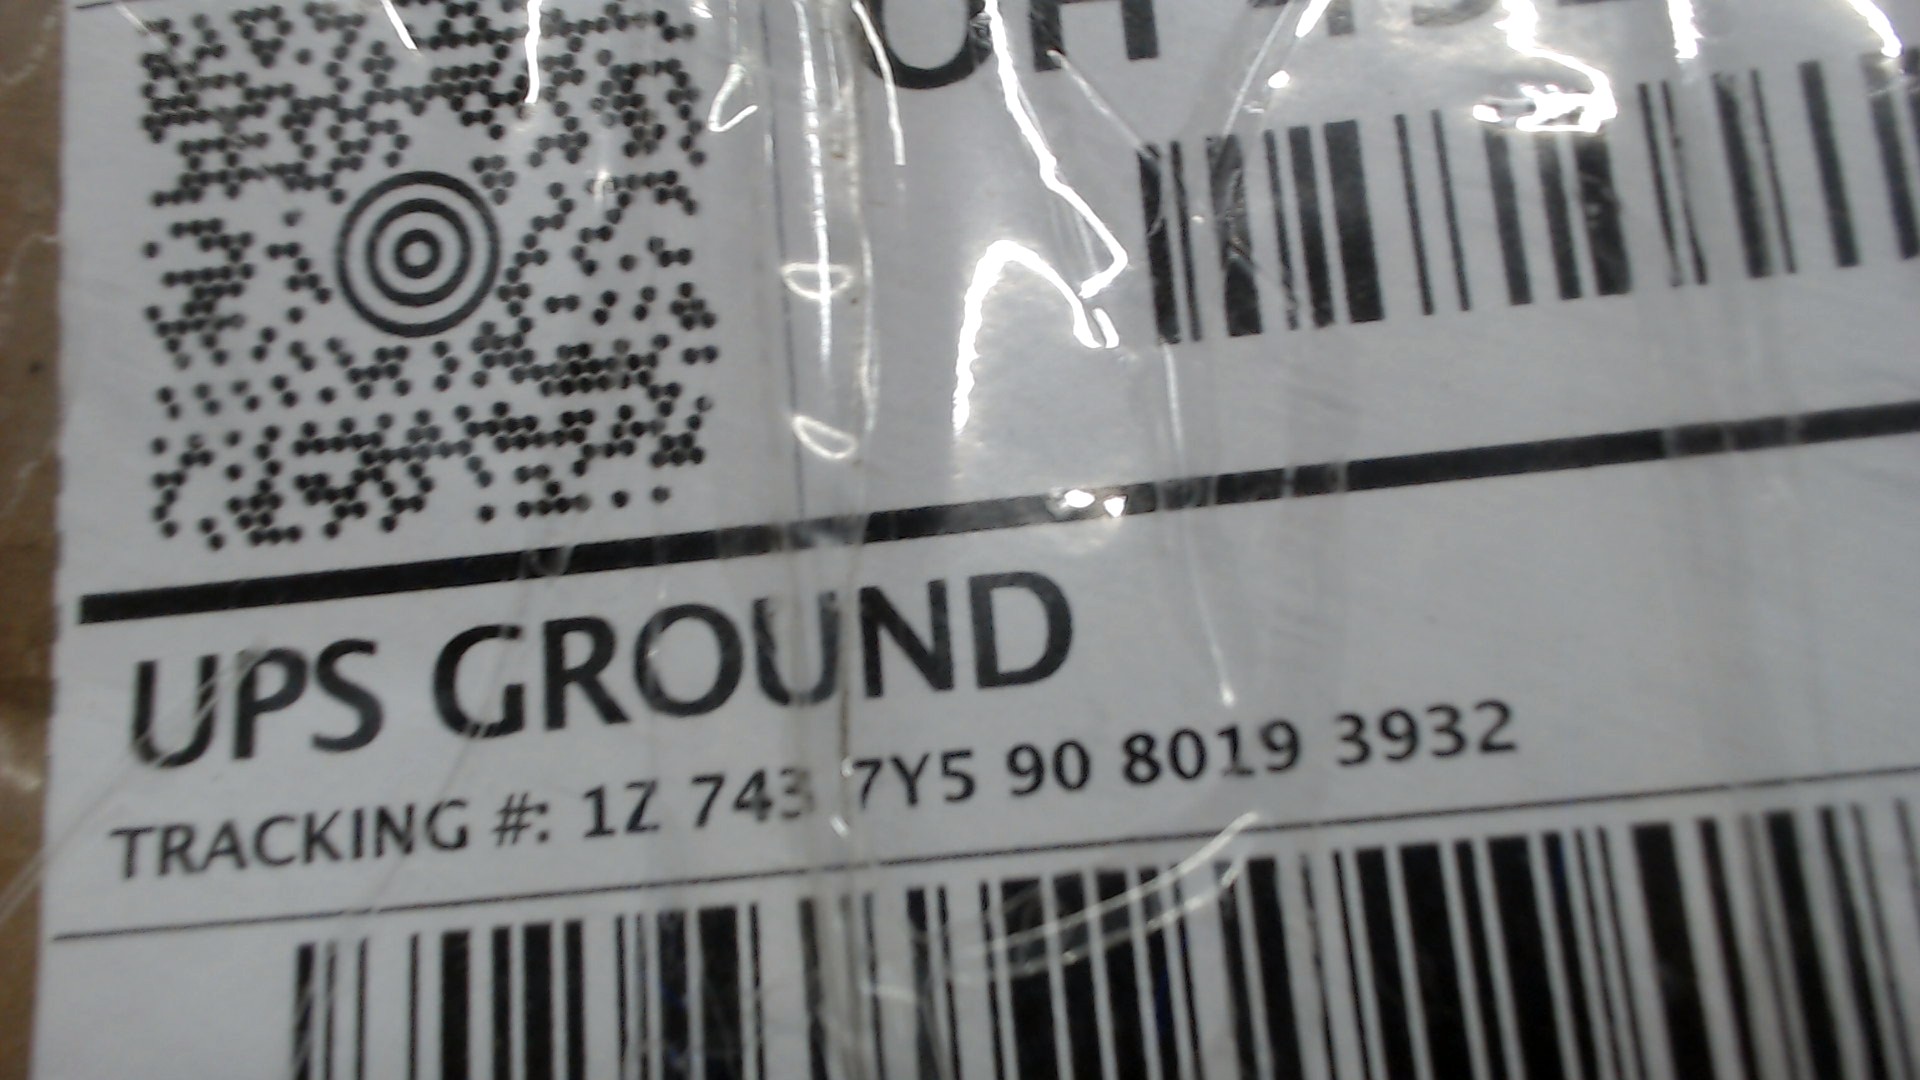 UPS GROUND
TRACKING #: 1Z 743 7Y5 90 8019 3932